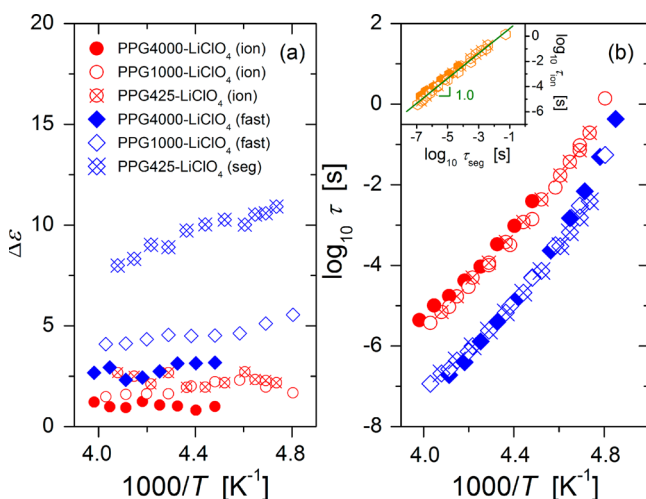 25
20
15
10
5
0
Δε
(a)
PPG4000-LiClO₄ (ion)
PPG1000-LiClO₄ (ion)
PPG425-LiClO₄ (ion)
PPG4000-LiClO₄ (fast)
PPG1000-LiClO₄ (fast)
PPG425-LiClO₄ (seg)
4.0 4.4 4.8
1000/T [K⁻¹]
(b)
log₁₀ τ [s]
0
-2
-4
-6
-8
4.0 4.4 4.8
1000/T [K⁻¹]
1.0
0
-2
-4
-6
log₁₀ τ_ion [s]
-7 -5 -3 -1
log₁₀ τ_seg [s]